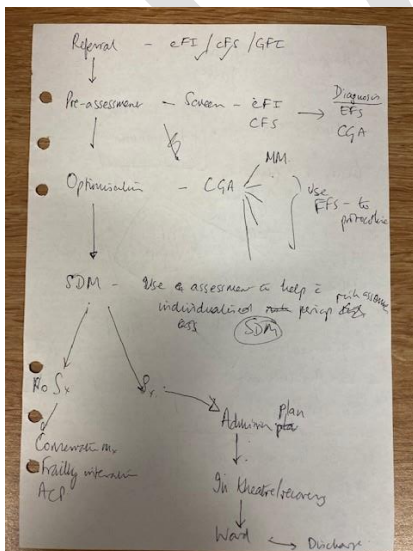 Referral - eFI / CFS / GFI
Pre-assessment - Screen - eFI
CFS
Diagnosis
EFS
CGA
MM
Optimisation - CGA
use
EFS - to
SDM - Use assessment to help c risk
individualised periop
SDM
No Sx
Sx
Admission plan
Conservative
Frailty
ACP
In theatre/recovery
Ward
Discharge